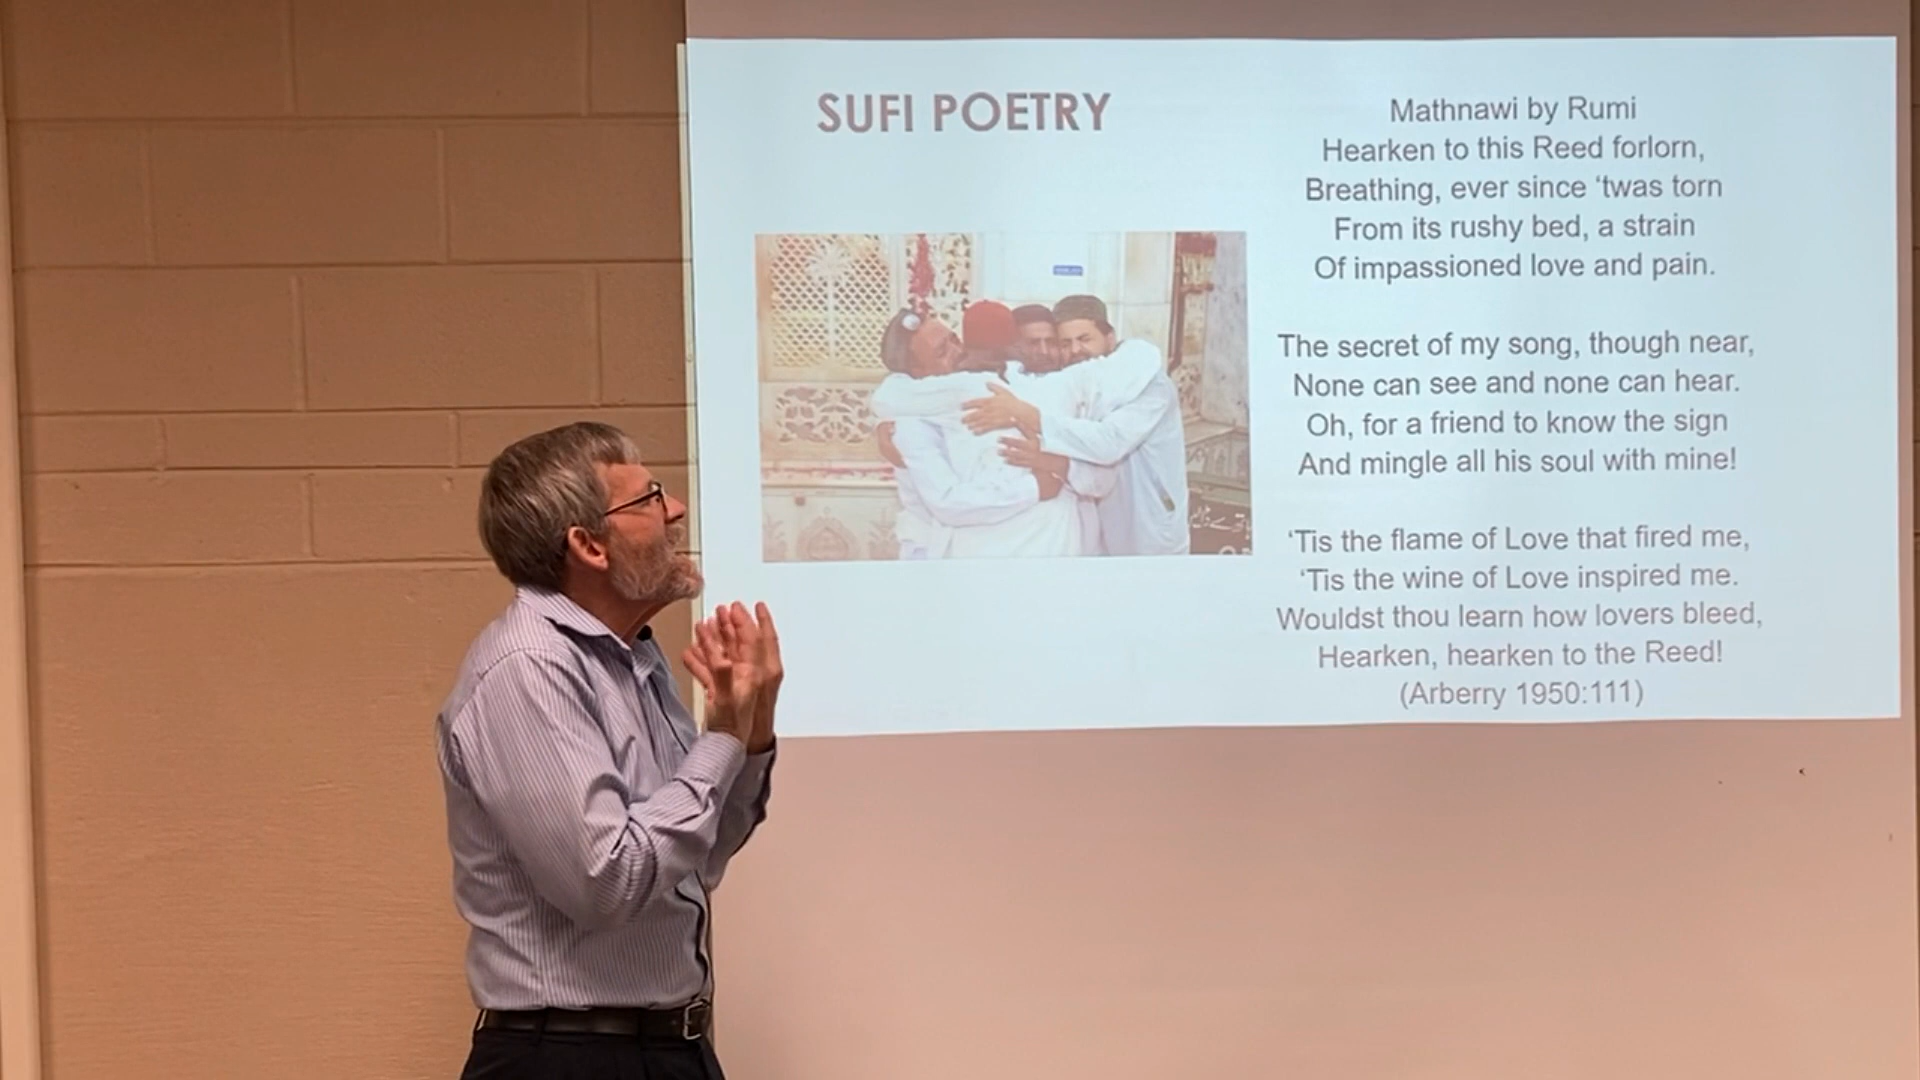 SUFI POETRY
Mathnawi by Rumi
Hearken to this Reed forlorn,
Breathing, ever since ‘twas torn
From its rushy bed, a strain
Of impassioned love and pain.
The secret of my song, though near,
None can see and none can hear.
Oh, for a friend to know the sign
And mingle all his soul with mine!
‘Tis the flame of Love that fired me,
‘Tis the wine of Love inspired me.
Wouldst thou learn how lovers bleed,
Hearken, hearken to the Reed!
(Arberry 1950:111)